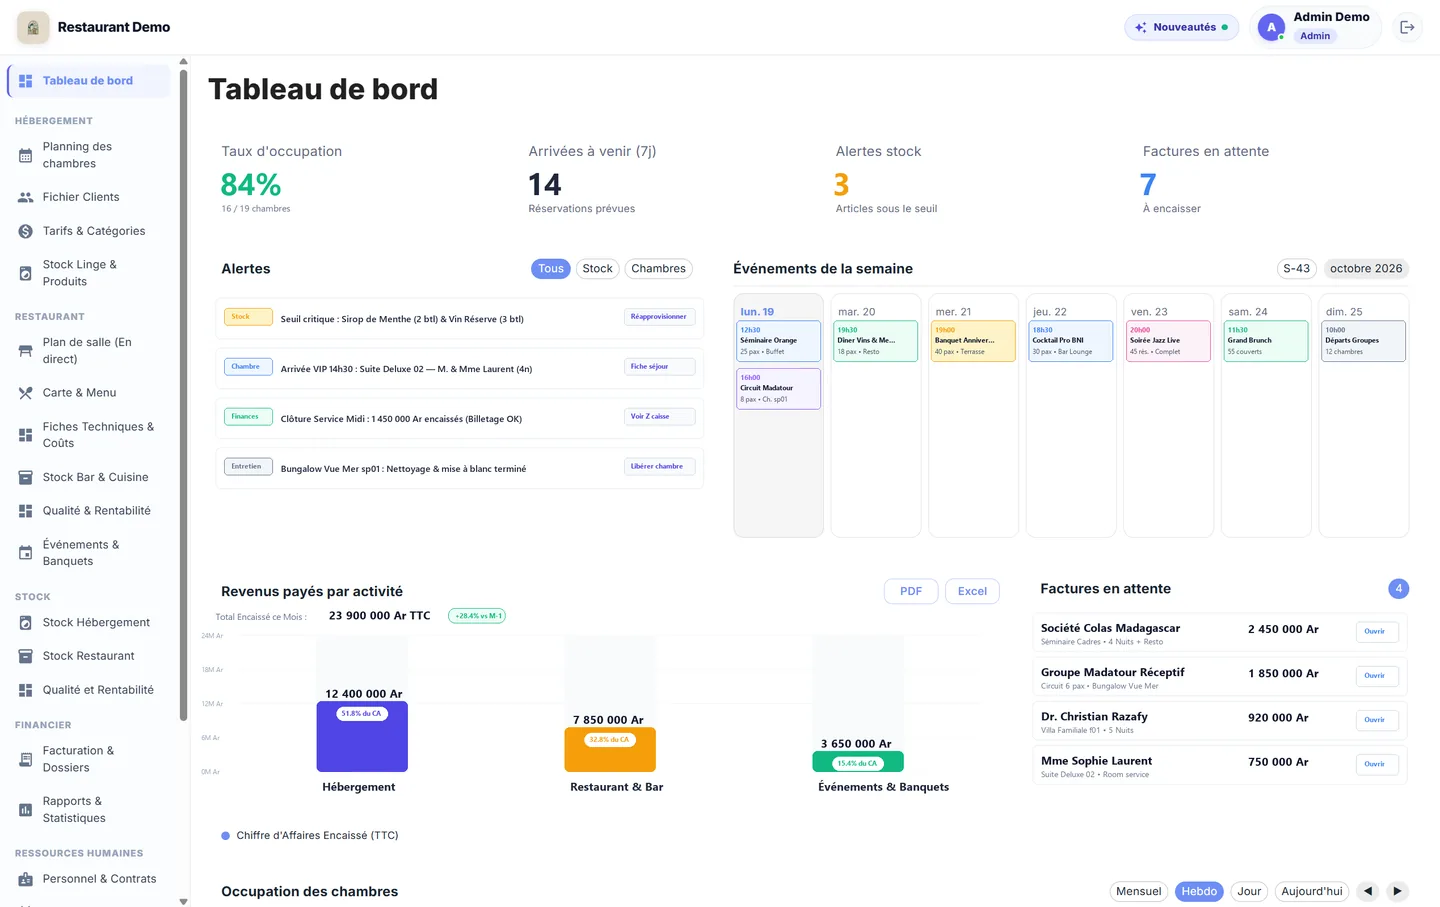 Restaurant Demo
Nouveautés
A
Admin Demo
Admin
Tableau de bord
HÉBERGEMENT
Planning des
chambres
Fichier Clients
Tarifs & Catégories
Stock Linge &
Produits
RESTAURANT
Plan de salle (En
direct)
Carte & Menu
Fiches Techniques &
Coûts
Stock Bar & Cuisine
Qualité & Rentabilité
Événements &
Banquets
STOCK
Stock Hébergement
Stock Restaurant
Qualité et Rentabilité
FINANCIER
Facturation &
Dossiers
Rapports &
Statistiques
RESSOURCES HUMAINES
Personnel & Contrats
Tableau de bord
Taux d'occupation
84%
16 / 19 chambres
Arrivées à venir (7j)
14
Réservations prévues
Alertes stock
3
Articles sous le seuil
Factures en attente
7
À encaisser
Alertes
Tous
Stock
Chambres
Stock
Seuil critique : Sirop de Menthe (2 btl) & Vin Réserve (3 btl)
Réapprovisionner
Chambre
Arrivée VIP 14h30 : Suite Deluxe 02 — M. & Mme Laurent (4n)
Fiche séjour
Finances
Clôture Service Midi : 1 450 000 Ar encaissés (Billetage OK)
Voir Z caisse
Entretien
Bungalow Vue Mer sp01 : Nettoyage & mise à blanc terminé
Libérer chambre
Événements de la semaine
S-43
octobre 2026
lun. 19
12h30
Séminaire Orange
25 pax • Buffet
16h00
Circuit Madatour
8 pax • Ch. sp01
mar. 20
19h30
Dîner Vins & Me...
18 pax • Resto
mer. 21
19h00
Banquet Anniver...
40 pax • Terrasse
jeu. 22
18h30
Cocktail Pro BNI
30 pax • Bar Lounge
ven. 23
20h00
Soirée Jazz Live
45 rés. • Complet
sam. 24
11h30
Grand Brunch
55 couverts
dim. 25
10h00
Départs Groupes
12 chambres
Revenus payés par activité
PDF
Excel
Total Encaissé ce Mois :
23 900 000 Ar TTC
+28.4% vs M-1
24M Ar
18M Ar
12M Ar
6M Ar
0M Ar
12 400 000 Ar
51.8% du CA
Hébergement
7 850 000 Ar
32.8% du CA
Restaurant & Bar
3 650 000 Ar
15.4% du CA
Événements & Banquets
Chiffre d'Affaires Encaissé (TTC)
Factures en attente
4
Société Colas Madagascar
Séminaire Cadres • 4 Nuits + Resto
2 450 000 Ar
Ouvrir
Groupe Madatour Réceptif
Circuit 6 pax • Bungalow Vue Mer
1 850 000 Ar
Ouvrir
Dr. Christian Razafy
Villa Familiale f01 • 5 Nuits
920 000 Ar
Ouvrir
Mme Sophie Laurent
Suite Deluxe 02 • Room service
750 000 Ar
Ouvrir
Occupation des chambres
Mensuel
Hebdo
Jour
Aujourd'hui